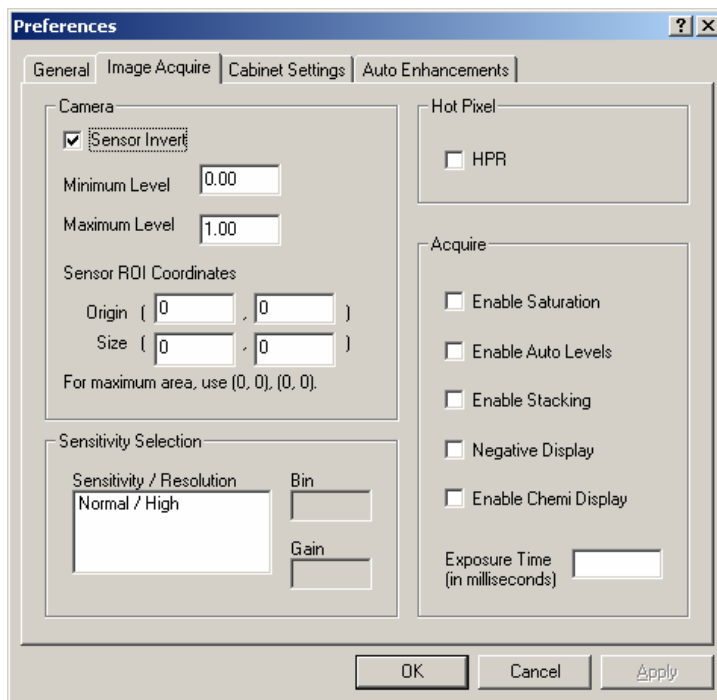 Preferences
General Image Acquire Cabinet Settings Auto Enhancements
Camera
Sensor Invert
Minimum Level 0.00
Maximum Level 1.00
Sensor ROI Coordinates
Origin ( 0 , 0 )
Size ( 0 , 0 )
For maximum area, use (0, 0), (0, 0).
Sensitivity Selection
Sensitivity / Resolution
Normal / High
Bin
Gain
Hot Pixel
HPR
Acquire
Enable Saturation
Enable Auto Levels
Enable Stacking
Negative Display
Enable Chemi Display
Exposure Time
(in milliseconds)
OK Cancel Apply